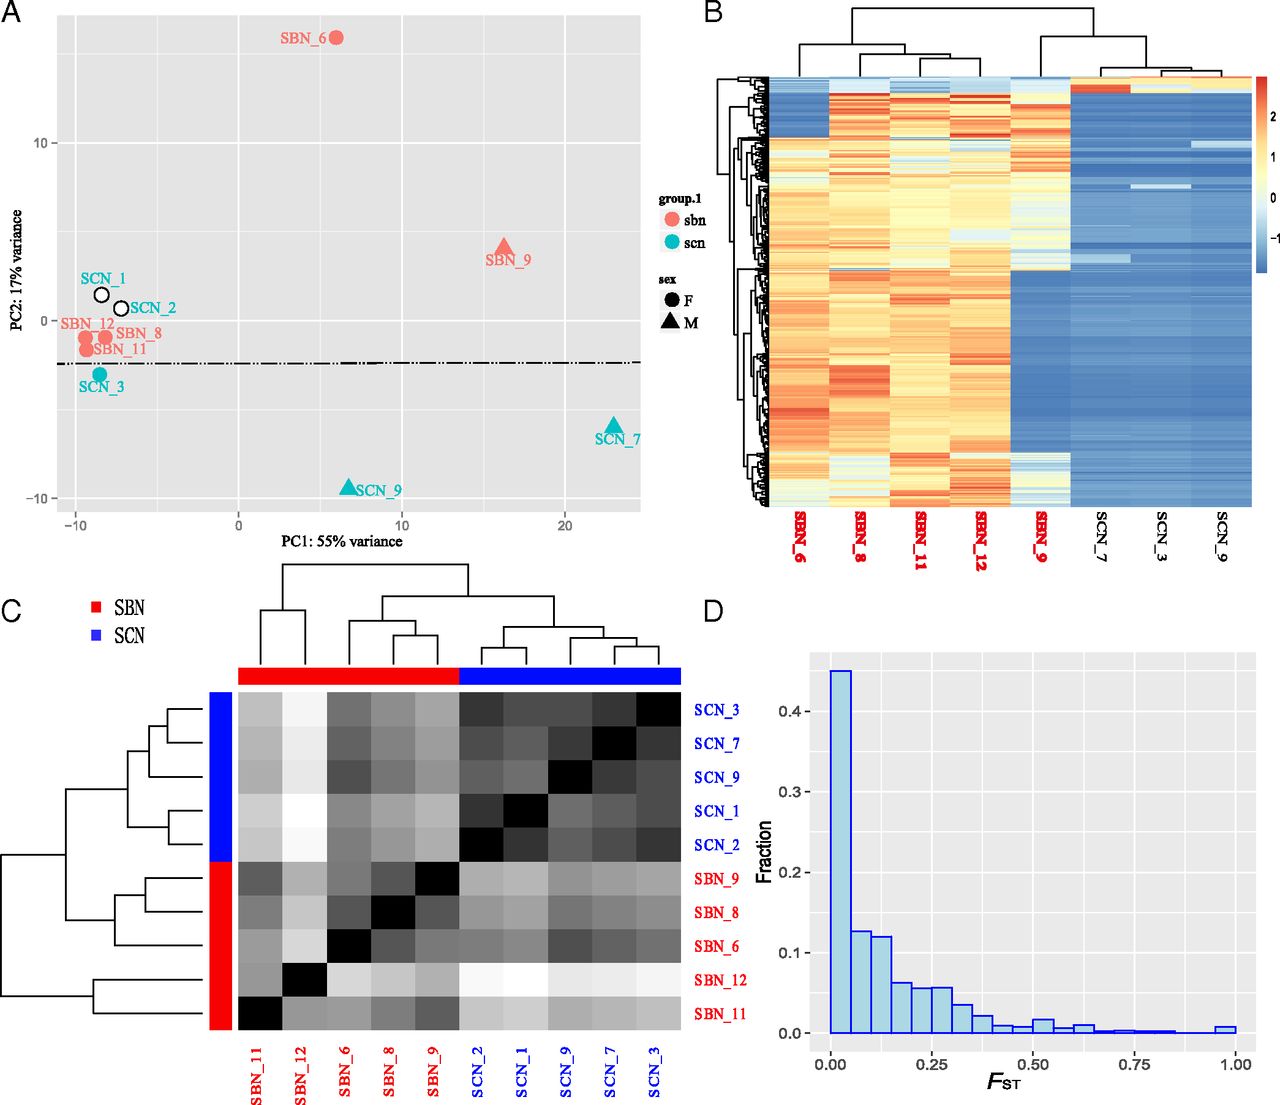 A
SBN_6
SBN_9
SCN_1
SCN_2
SBN_12
SBN_8
SBN_11
SCN_3
SCN_7
SCN_9
10
0
−10
PC2: 17% variance
−10
0
10
20
PC1: 55% variance
group.1
sbn
scn
sex
F
M
B
2
1
0
−1
SBN_6
SBN_8
SBN_11
SBN_12
SBN_9
SCN_7
SCN_3
SCN_9
C
SBN
SCN
SCN_3
SCN_7
SCN_9
SCN_1
SCN_2
SBN_9
SBN_8
SBN_6
SBN_12
SBN_11
SBN_11
SBN_12
SBN_6
SBN_8
SBN_9
SCN_2
SCN_1
SCN_9
SCN_7
SCN_3
D
0.4
0.3
0.2
0.1
0.0
Fraction
0.00
0.25
0.50
0.75
1.00
FST